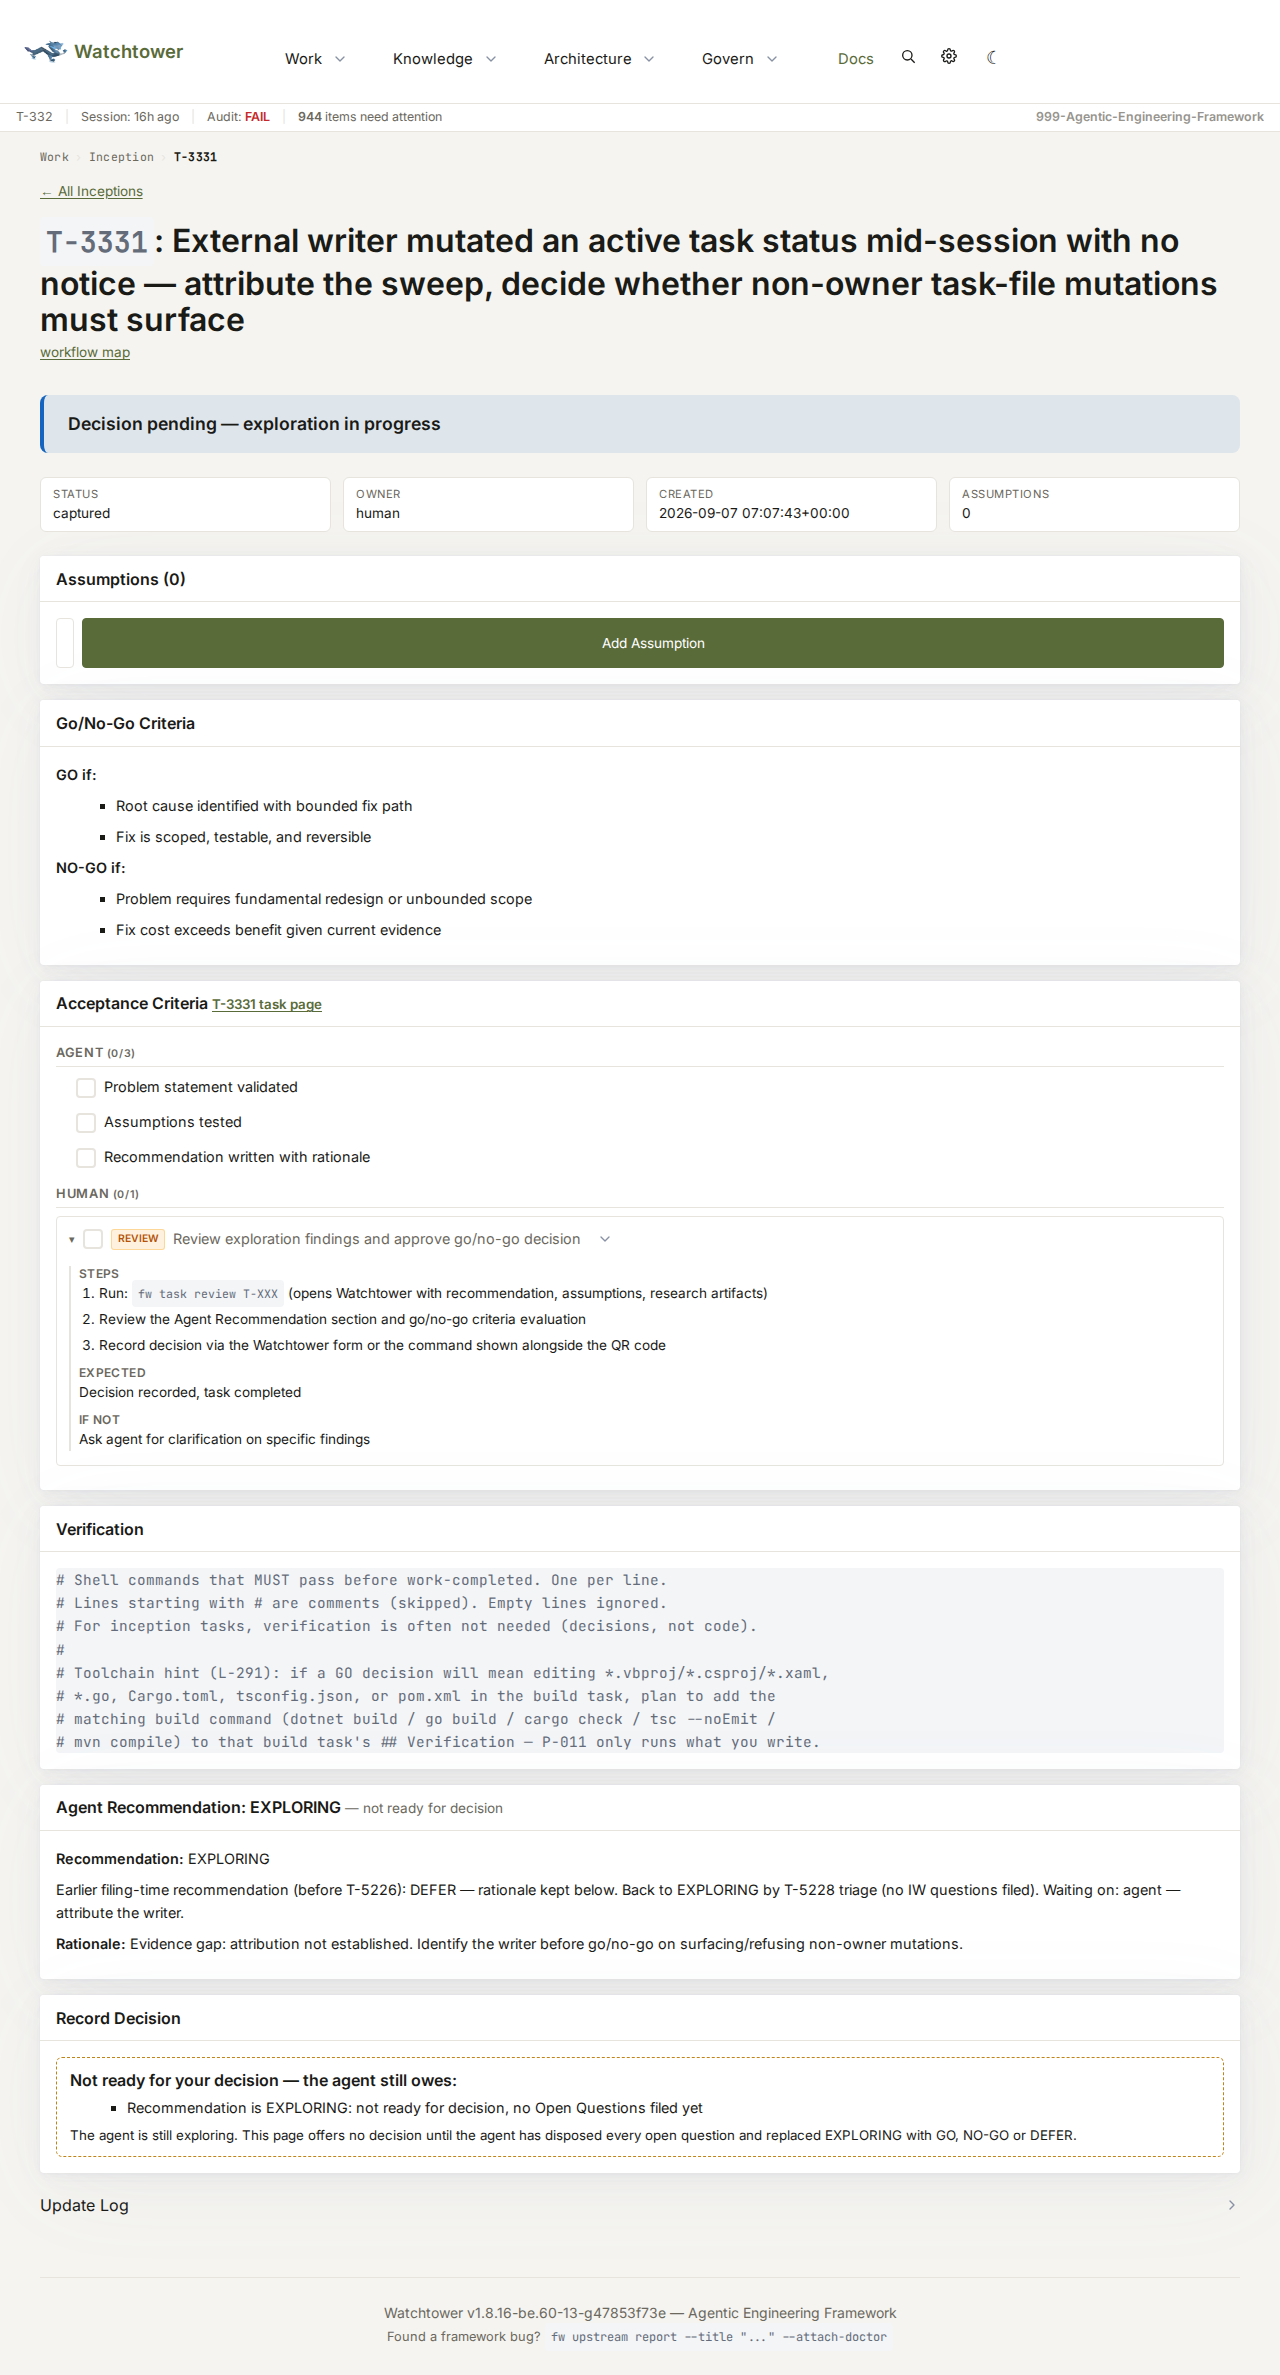 Watchtower
Work
Knowledge
Architecture
Govern
Docs
T-332
Session: 16h ago
Audit: FAIL
944 items need attention
999-Agentic-Engineering-Framework
Work › Inception › T-3331
← All Inceptions
T-3331: External writer mutated an active task status mid-session with no
notice — attribute the sweep, decide whether non-owner task-file mutations
must surface
workflow map
Decision pending — exploration in progress
STATUS
captured
OWNER
human
CREATED
2026-09-07 07:07:43+00:00
ASSUMPTIONS
0
Assumptions (0)
Add Assumption
Go/No-Go Criteria
GO if:
Root cause identified with bounded fix path
Fix is scoped, testable, and reversible
NO-GO if:
Problem requires fundamental redesign or unbounded scope
Fix cost exceeds benefit given current evidence
Acceptance Criteria T-3331 task page
AGENT (0/3)
Problem statement validated
Assumptions tested
Recommendation written with rationale
HUMAN (0/1)
REVIEW Review exploration findings and approve go/no-go decision
STEPS
1. Run: fw task review T-XXX (opens Watchtower with recommendation, assumptions, research artifacts)
2. Review the Agent Recommendation section and go/no-go criteria evaluation
3. Record decision via the Watchtower form or the command shown alongside the QR code
EXPECTED
Decision recorded, task completed
IF NOT
Ask agent for clarification on specific findings
Verification
# Shell commands that MUST pass before work-completed. One per line.
# Lines starting with # are comments (skipped). Empty lines ignored.
# For inception tasks, verification is often not needed (decisions, not code).
#
# Toolchain hint (L-291): if a GO decision will mean editing *.vbproj/*.csproj/*.xaml,
# *.go, Cargo.toml, tsconfig.json, or pom.xml in the build task, plan to add the
# matching build command (dotnet build / go build / cargo check / tsc --noEmit /
# mvn compile) to that build task's ## Verification — P-011 only runs what you write.
Agent Recommendation: EXPLORING — not ready for decision
Recommendation: EXPLORING
Earlier filing-time recommendation (before T-5226): DEFER — rationale kept below. Back to EXPLORING by T-5228 triage (no IW questions filed). Waiting on: agent —
attribute the writer.
Rationale: Evidence gap: attribution not established. Identify the writer before go/no-go on surfacing/refusing non-owner mutations.
Record Decision
Not ready for your decision — the agent still owes:
Recommendation is EXPLORING: not ready for decision, no Open Questions filed yet
The agent is still exploring. This page offers no decision until the agent has disposed every open question and replaced EXPLORING with GO, NO-GO or DEFER.
Update Log
Watchtower v1.8.16-be.60-13-g47853f73e — Agentic Engineering Framework
Found a framework bug? fw upstream report --title "..." --attach-doctor